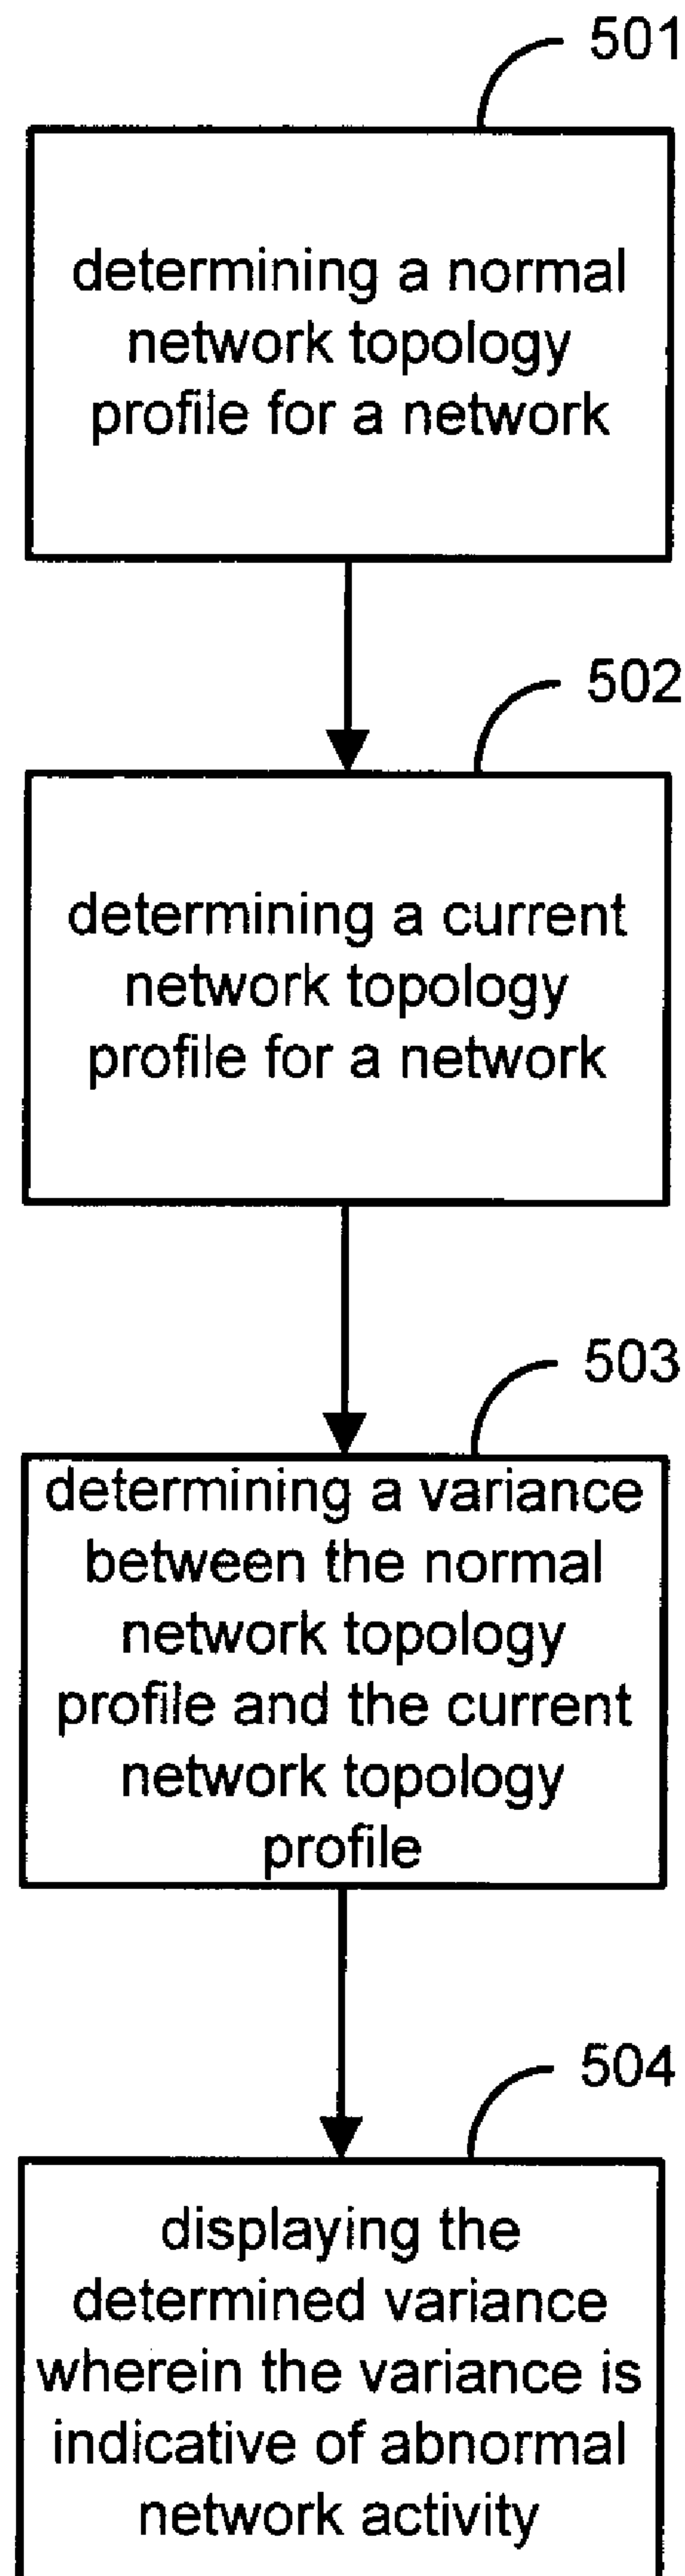 501
determining a normal
network topology
profile for a network
502
determining a current
network topology
profile for a network
503
determining a variance
between the normal
network topology
profile and the current
network topology
profile
504
displaying the
determined variance
wherein the variance is
indicative of abnormal
network activity